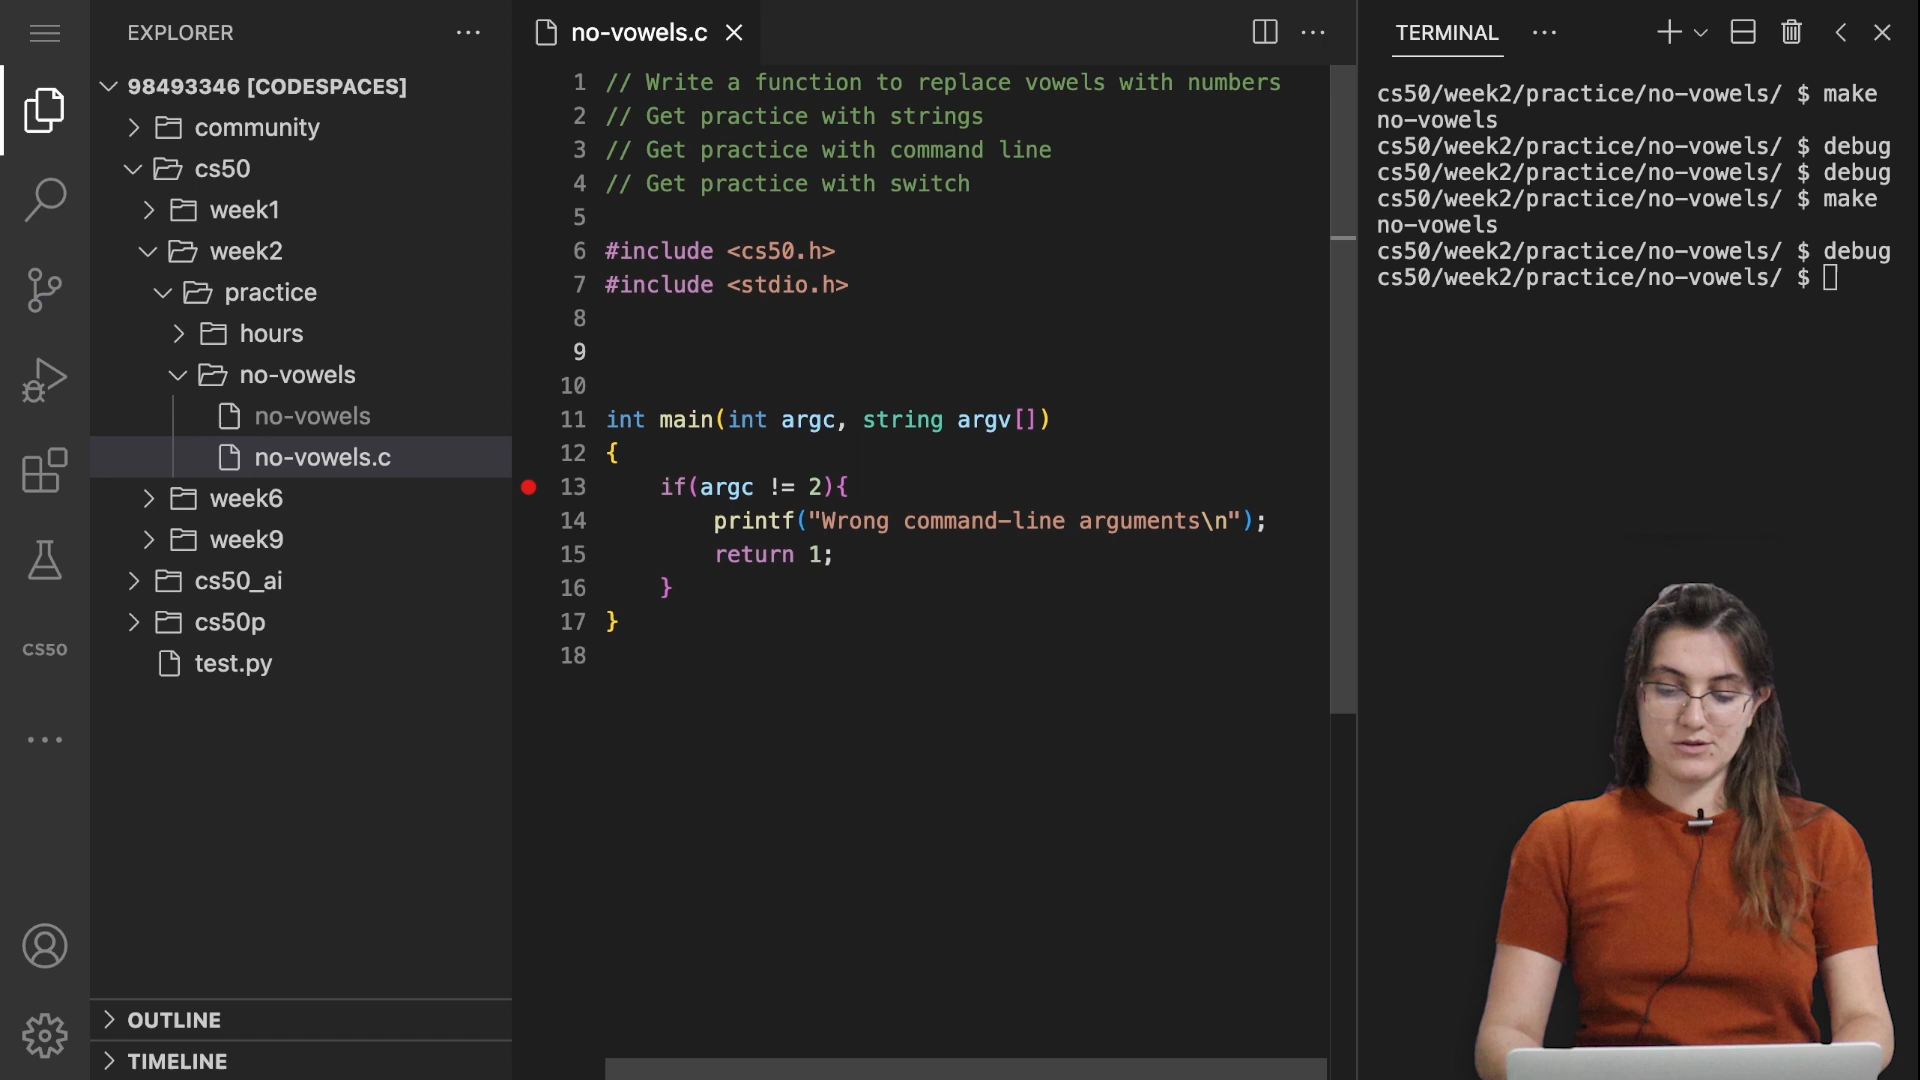 EXPLORER
98493346 [CODESPACES]
community
cs50
week1
week2
practice
hours
no-vowels
no-vowels
no-vowels.c
week6
week9
cs50_ai
cs50p
test.py
OUTLINE
TIMELINE
CS50
no-vowels.c
1 // Write a function to replace vowels with numbers
2 // Get practice with strings
3 // Get practice with command line
4 // Get practice with switch
5
6 #include <cs50.h>
7 #include <stdio.h>
8
9
10
11 int main(int argc, string argv[])
12 {
13 if(argc != 2){
14 printf("Wrong command-line arguments\n");
15 return 1;
16 }
17 }
18
TERMINAL
cs50/week2/practice/no-vowels/ $ make
no-vowels
cs50/week2/practice/no-vowels/ $ debug
cs50/week2/practice/no-vowels/ $ debug
cs50/week2/practice/no-vowels/ $ make
no-vowels
cs50/week2/practice/no-vowels/ $ debug
cs50/week2/practice/no-vowels/ $